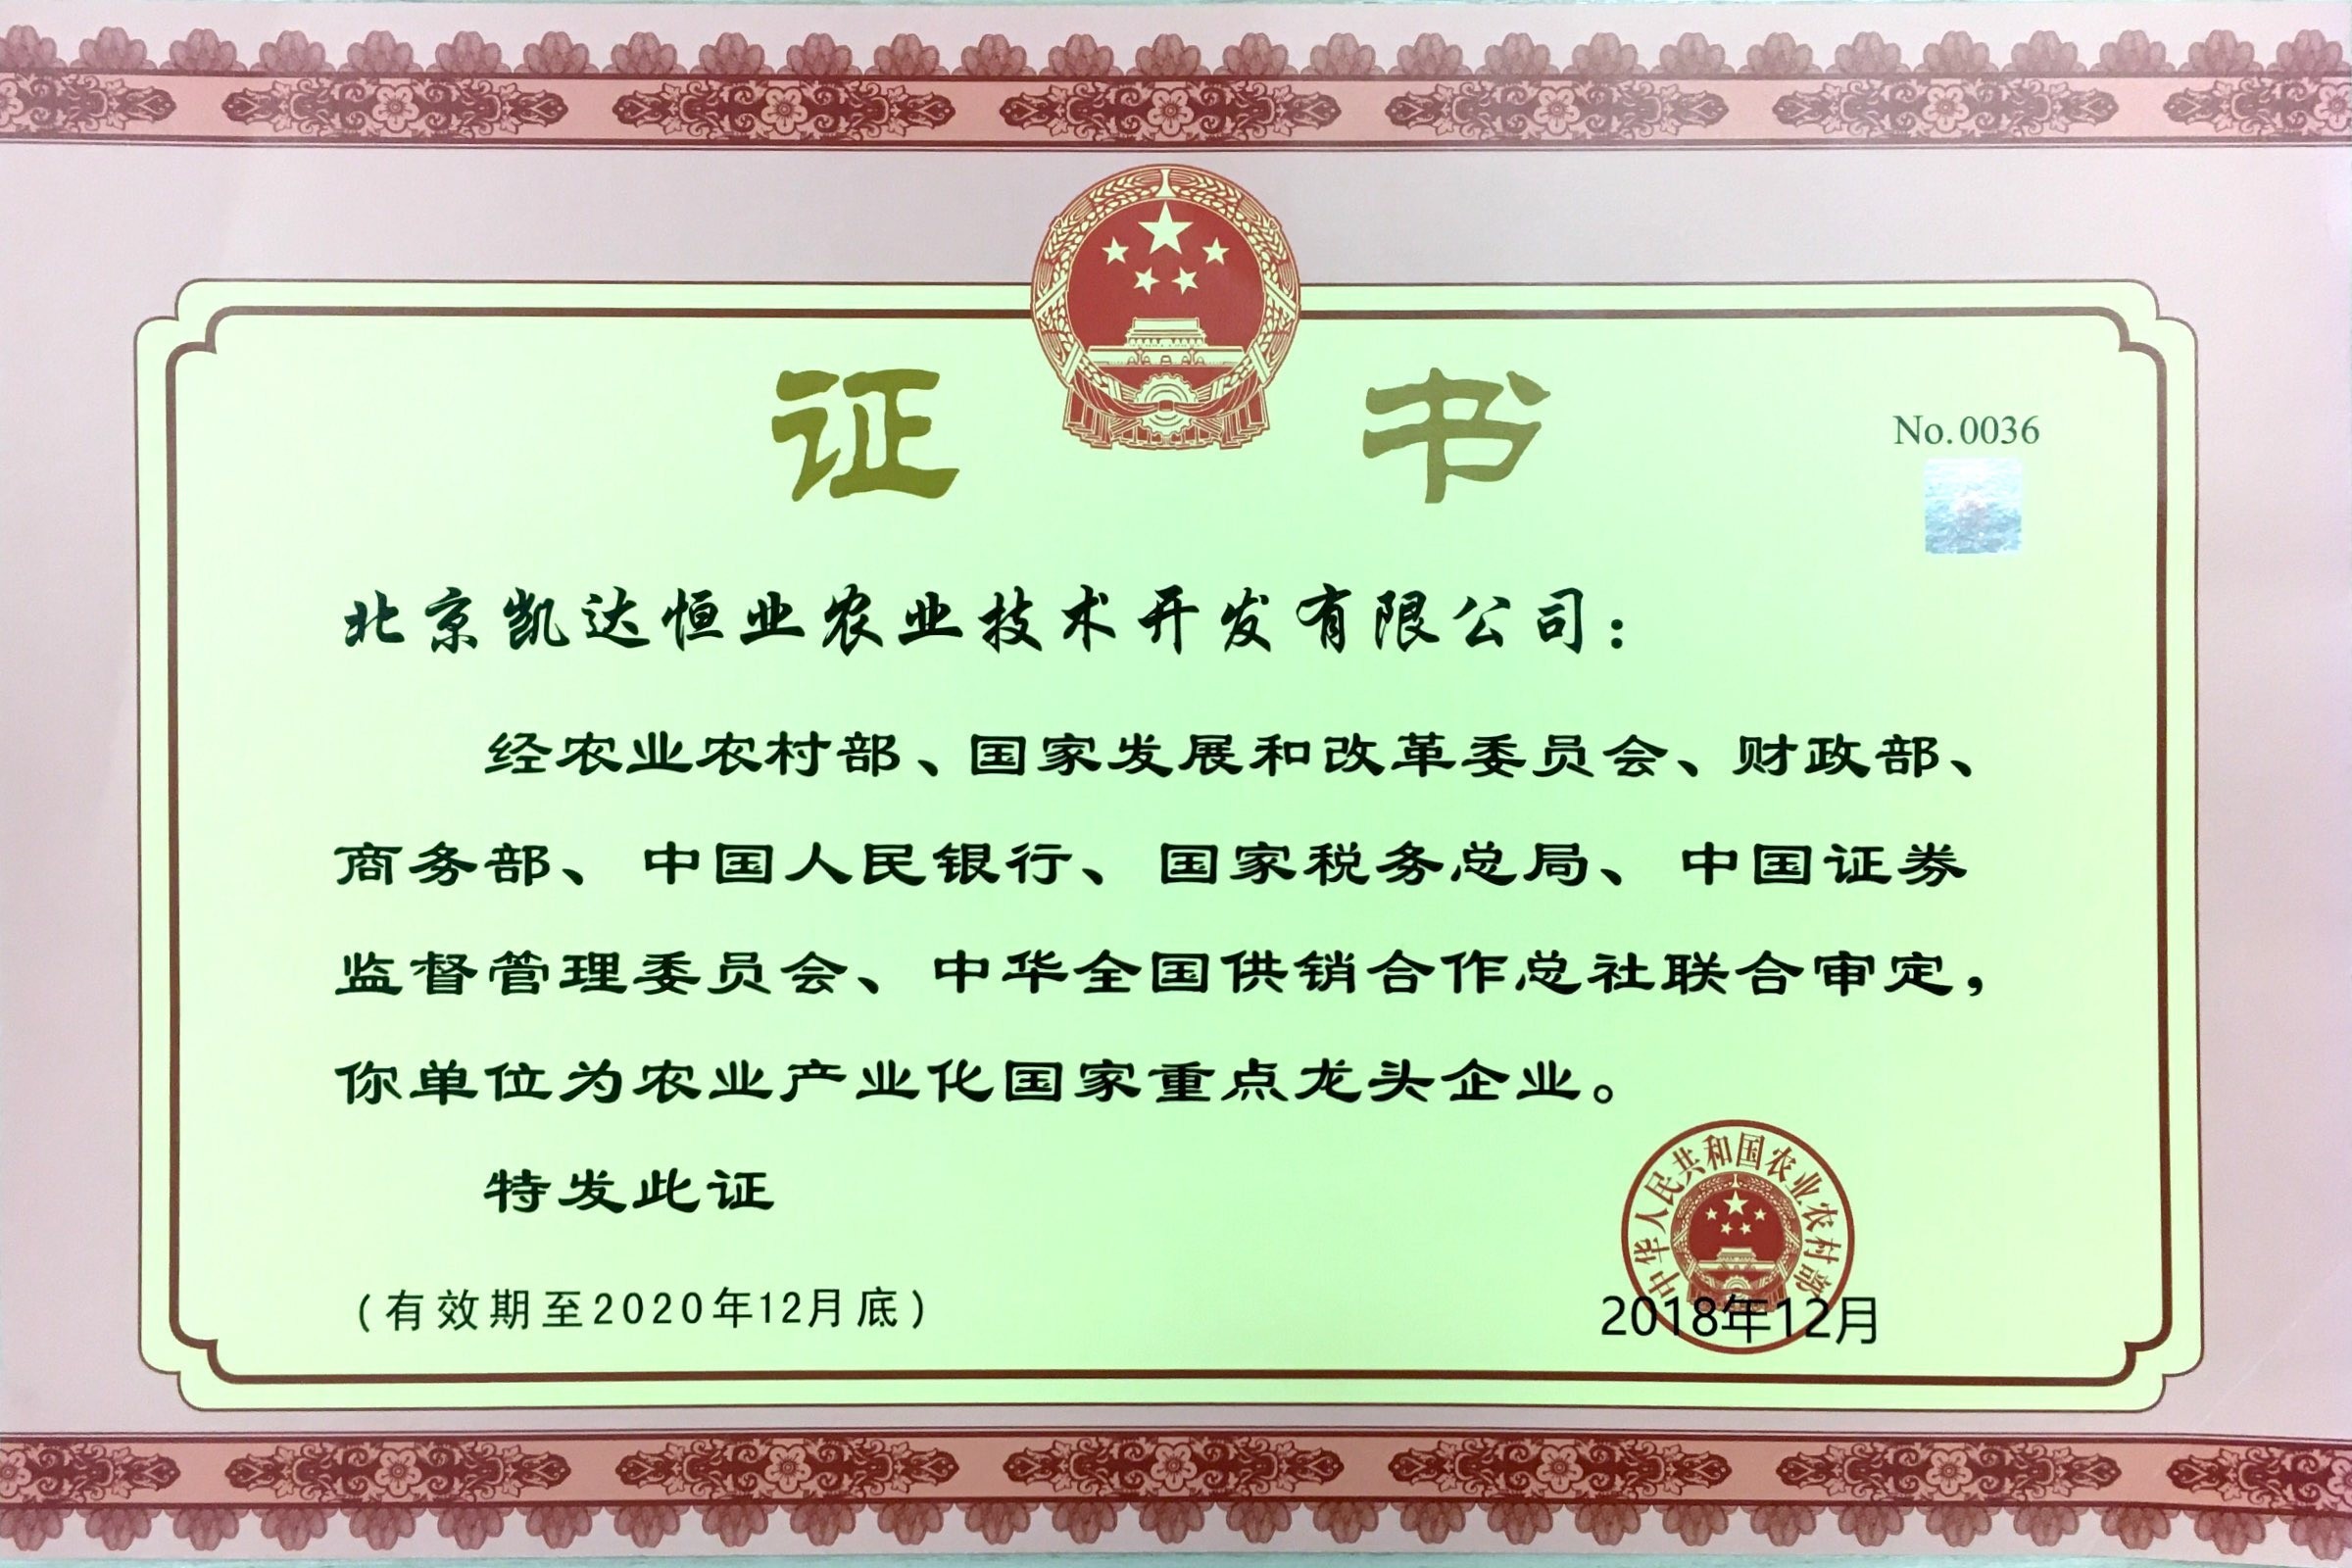 证书
No.0036
北京凯达恒业农业技术开发有限公司：
经农业农村部、国家发展和改革委员会、财政部、
商务部、中国人民银行、国家税务总局、中国证券
监督管理委员会、中华全国供销合作总社联合审定，
你单位为农业产业化国家重点龙头企业。
特发此证
中华人民共和国农业农村部
(有效期至2020年12月底)
2018年12月